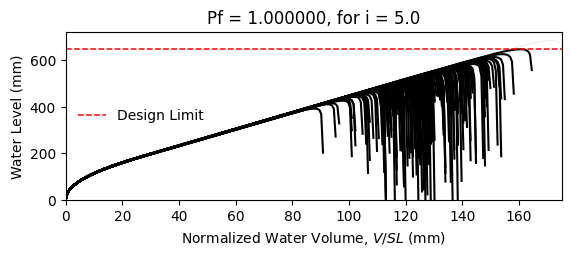 Pf = 1.000000, for i = 5.0
Water Level (mm)
600
400
200
0
Design Limit
0 20 40 60 80 100 120 140 160
Normalized Water Volume, V/SL (mm)